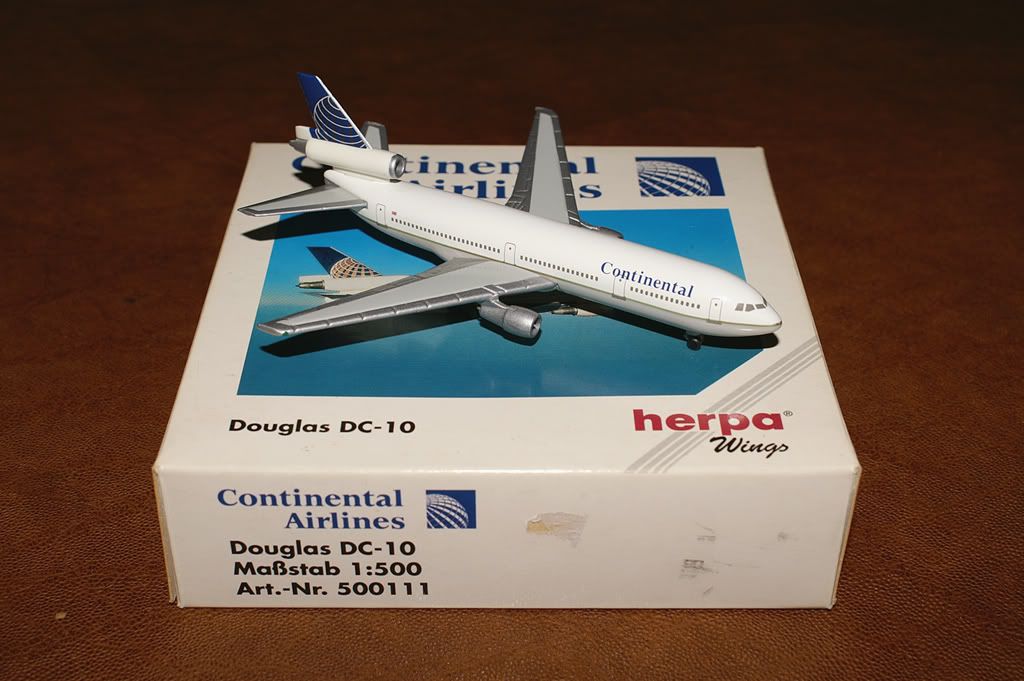 Continental
Airlines
Continental
Douglas DC-10
herpa®
Wings
Continental
Airlines
Douglas DC-10
Maßstab 1:500
Art.-Nr. 500111